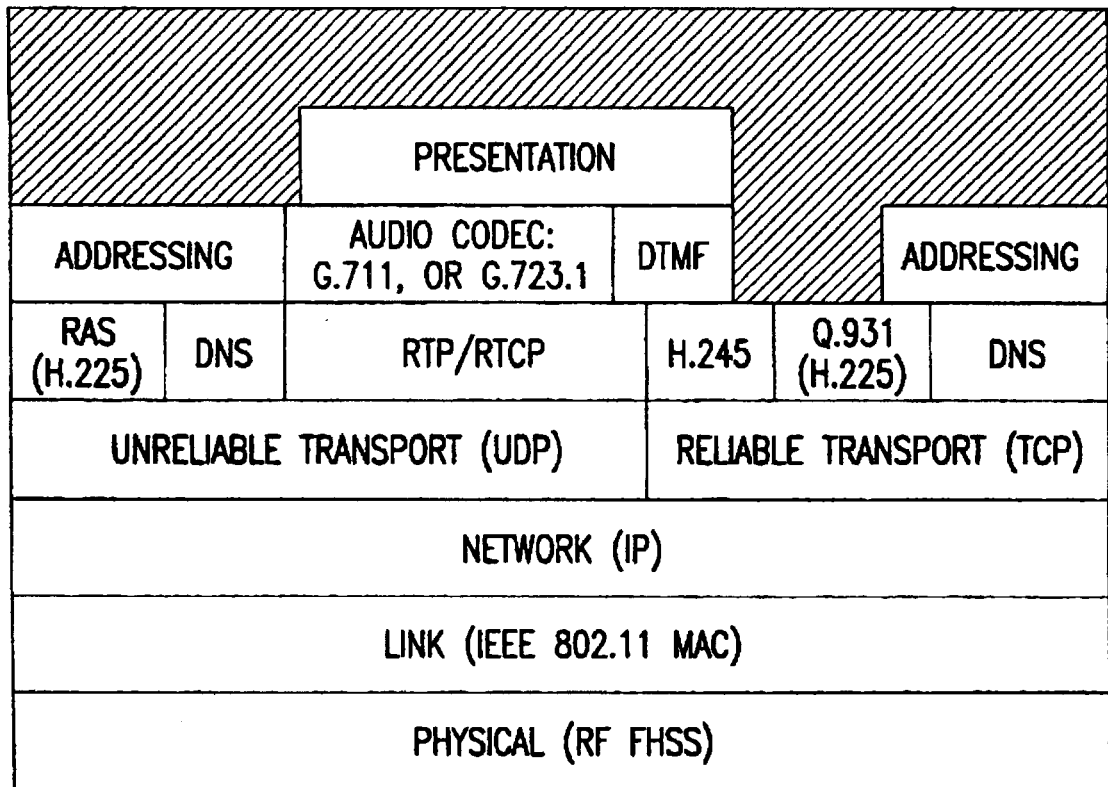 PRESENTATION
ADDRESSING
AUDIO CODEC:
G.711, OR G.723.1
DTMF
ADDRESSING
RAS
(H.225)
DNS
RTP/RTCP
H.245
Q.931
(H.225)
DNS
UNRELIABLE TRANSPORT (UDP)
RELIABLE TRANSPORT (TCP)
NETWORK (IP)
LINK (IEEE 802.11 MAC)
PHYSICAL (RF FHSS)